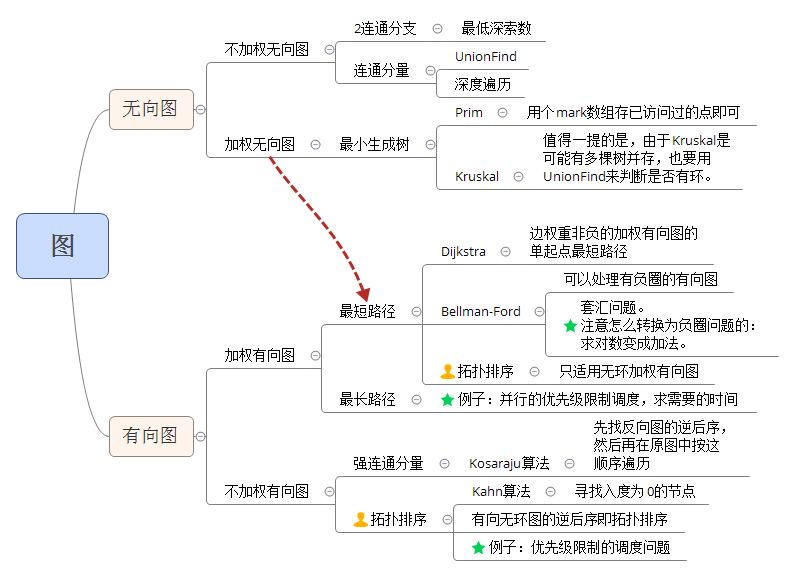 图
无向图
不加权无向图
2连通分支
最低深索数
连通分量
UnionFind
深度遍历
加权无向图
最小生成树
Prim
用个mark数组存已访问过的点即可
Kruskal
值得一提的是，由于Kruskal是
可能有多棵树并存，也要用
UnionFind来判断是否有环。
有向图
加权有向图
最短路径
Dijkstra
边权重非负的加权有向图的
单起点最短路径
Bellman-Ford
可以处理有负圈的有向图
套汇问题。
注意怎么转换为负圈问题的：
求对数变成加法。
拓扑排序
只适用无环加权有向图
最长路径
例子：并行的优先级限制调度，求需要的时间
不加权有向图
强连通分量
Kosaraju算法
先找反向图的逆后序，
然后再在原图中按这
顺序遍历
拓扑排序
Kahn算法
寻找入度为 0的节点
有向无环图的逆后序即拓扑排序
例子：优先级限制的调度问题